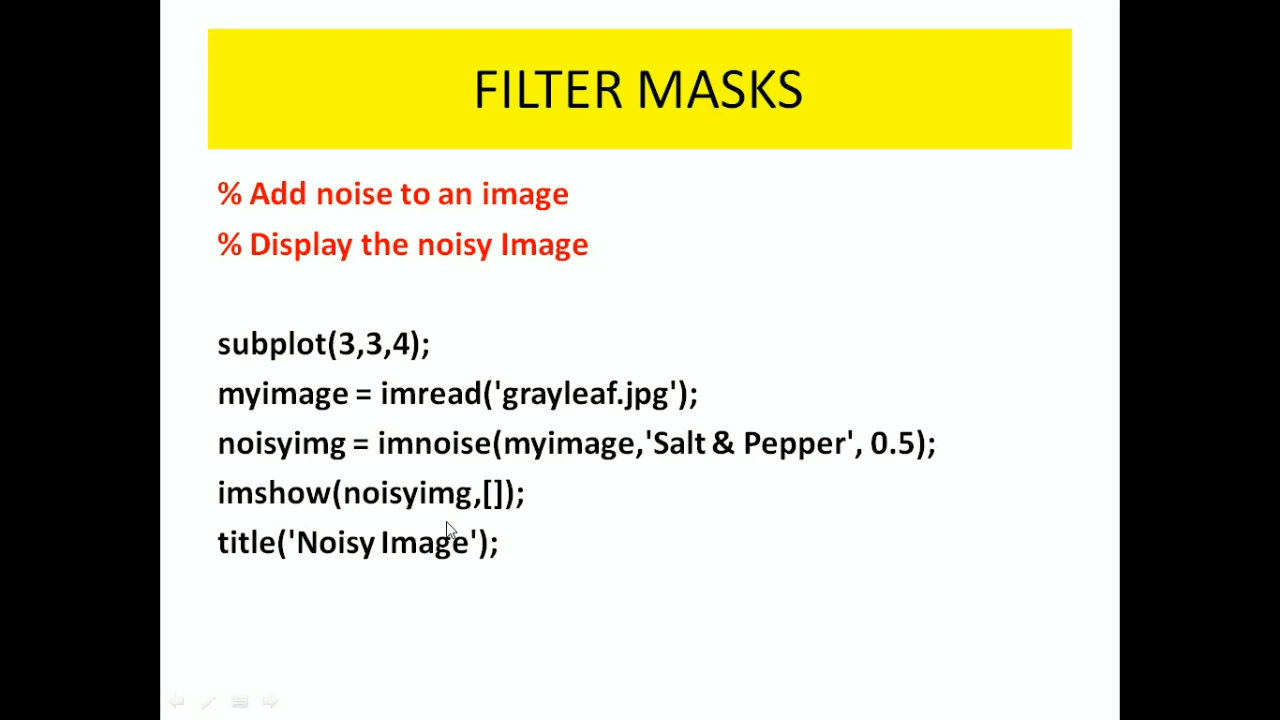 FILTER MASKS
% Add noise to an image
% Display the noisy Image
subplot(3,3,4);
myimage = imread('grayleaf.jpg');
noisyimg = imnoise(myimage,'Salt & Pepper', 0.5);
imshow(noisyimg,[]);
title('Noisy Image');